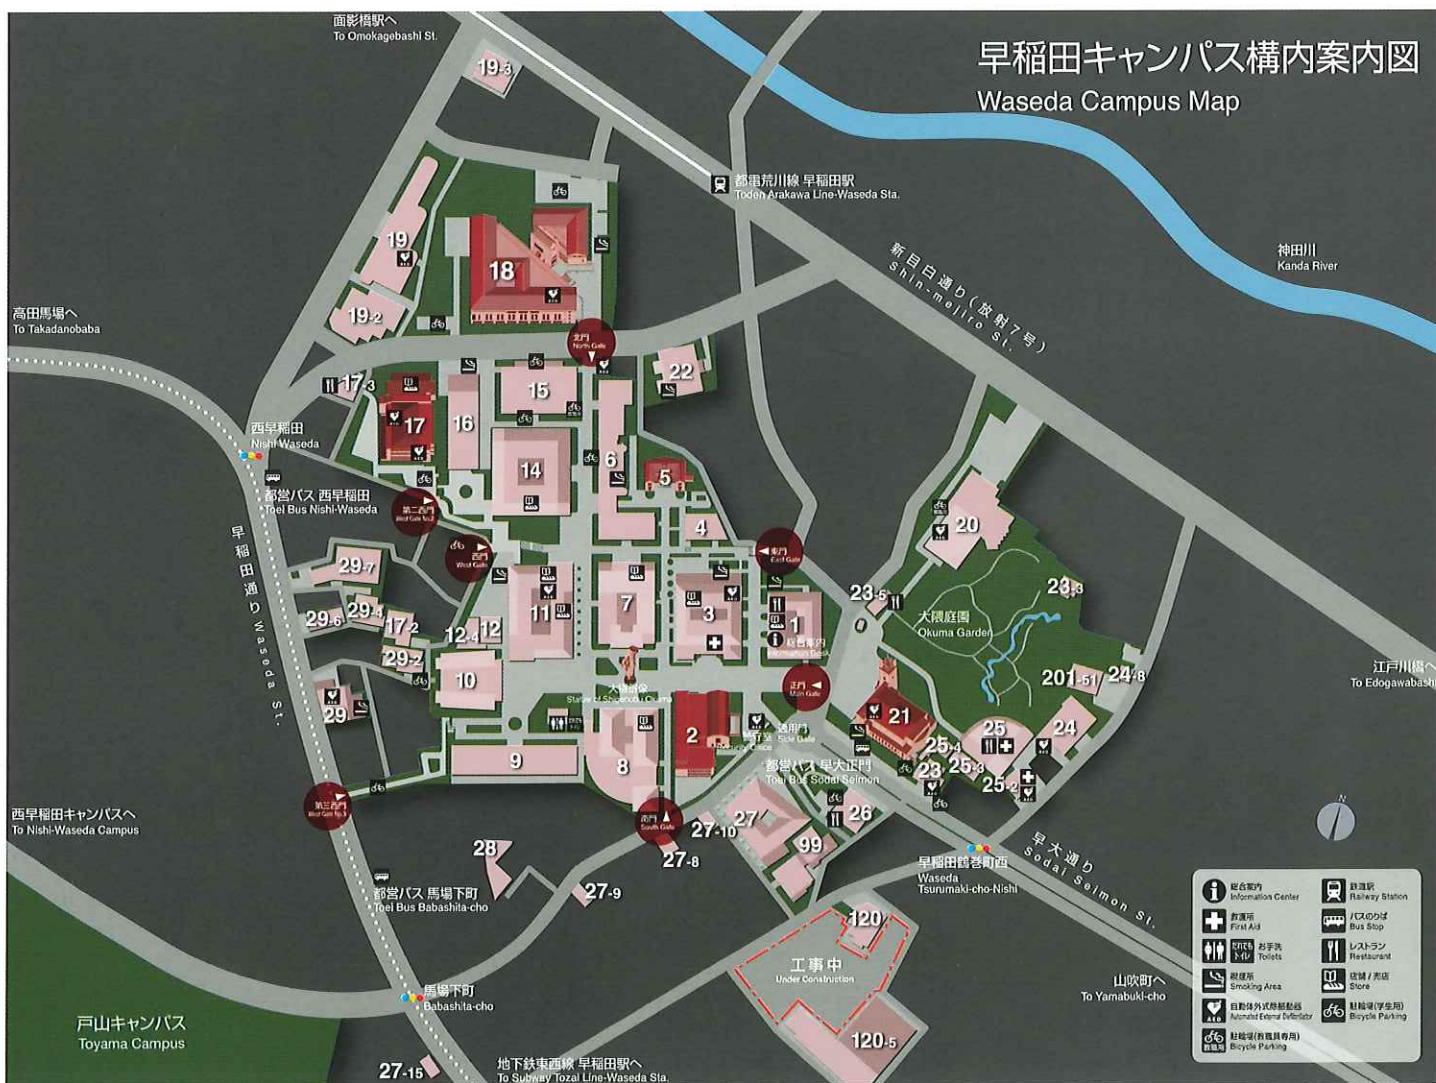 早稲田キャンパス構内案内図
Waseda Campus Map
面影橋駅へ
To Omokagebashi St.
19-3
都電荒川線 早稲田駅
Toden Arakawa Line-Waseda Sta.
新目白通り(放射7号)
Shin-mejiro St.
神田川
Kanda River
19
18
19-2
高田馬場へ
To Takadanobaba
北門
North Gate
17-3
17
16
15
22
西早稲田
Nishi-Waseda
14
6
5
都営バス 西早稲田
Toei Bus Nishi-Waseda
第二西門
West Gate No.2
4
20
西門
West Gate
東門
East Gate
早稲田通り Waseda St.
29-7
29-6
29-4
17-2
29-2
12-4
12
11
7
3
1
23-5
23-3
大隈庭園
Okuma Garden
総合案内
Information Desk
江戸川橋へ
To Edogawabashi
201-51
24-8
10
大隈銅像
Statue of Shigenobu Okuma
正門
Main Gate
29
21
25
24
2
通用門
Side Gate
25-4
25-3
25-2
23
9
8
都営バス 早大正門
Toei Bus Sodai Seimon
第三西門
West Gate No.3
西早稲田キャンパスへ
To Nishi-Waseda Campus
南門
South Gate
27-10
27
26
27-8
99
28
27-9
早稲田鶴巻町西
Waseda
Tsurumaki-cho-Nishi
早大通り
Sodai Seimon St.
都営バス 馬場下町
Toei Bus Babashita-cho
120
工事中
Under Construction
120-5
山吹町へ
To Yamabuki-cho
馬場下町
Babashita-cho
戸山キャンパス
Toyama Campus
27-15
地下鉄東西線 早稲田駅へ
To Subway Tozai Line-Waseda Sta.
N
総合案内
Information Center
鉄道駅
Railway Station
救護所
First Aid
バスのりば
Bus Stop
だれでもトイレ
お手洗
Toilets
レストラン
Restaurant
喫煙所
Smoking Area
店舗/売店
Store
自動体外式除細動器
Automated External Defibrillator
AED
駐輪場(学生用)
Bicycle Parking
教職用
駐輪場(教職員専用)
Bicycle Parking